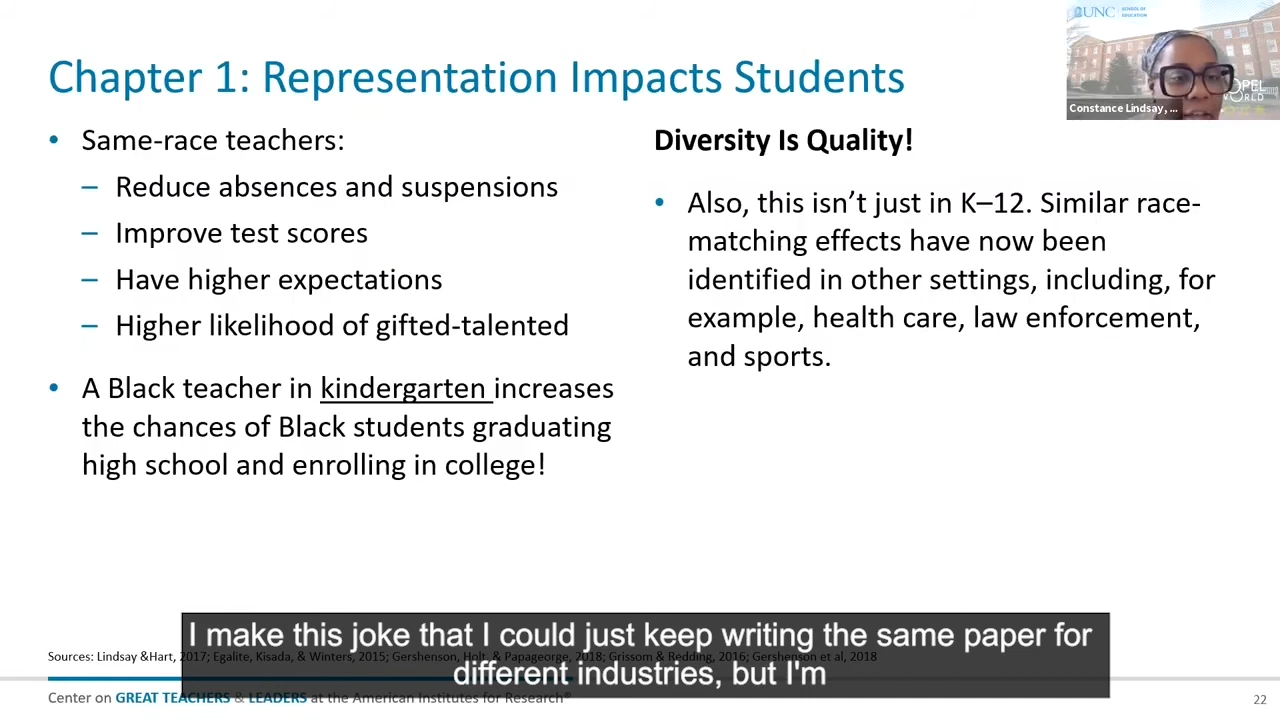 UNC SCHOOL OF EDUCATION
Constance Lindsay, ...
Chapter 1: Representation Impacts Students
• Same-race teachers:
– Reduce absences and suspensions
– Improve test scores
– Have higher expectations
– Higher likelihood of gifted-talented
• A Black teacher in kindergarten increases
the chances of Black students graduating
high school and enrolling in college!
Diversity Is Quality!
• Also, this isn’t just in K–12. Similar race-
matching effects have now been
identified in other settings, including, for
example, health care, law enforcement,
and sports.
I make this joke that I could just keep writing the same paper for
different industries, but I'm
Sources: Lindsay &Hart, 2017; Egalite, Kisada, & Winters, 2015; Gershenson, Holt, & Papageorge, 2018; Grissom & Redding, 2016; Gershenson et al, 2018
Center on GREAT TEACHERS & LEADERS at the American Institutes for Research®
22